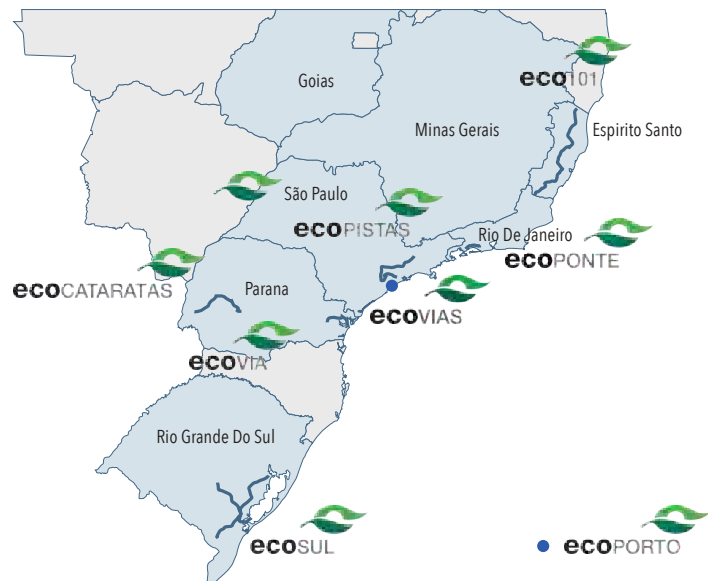 Goias
eco101
Minas Gerais
Espirito Santo
São Paulo
ecoPISTAS
Rio De Janeiro
ecoPONTE
ecoCATARATAS
Parana
ecoVIAS
ecoVIA
Rio Grande Do Sul
ecoSUL
ecoPORTO